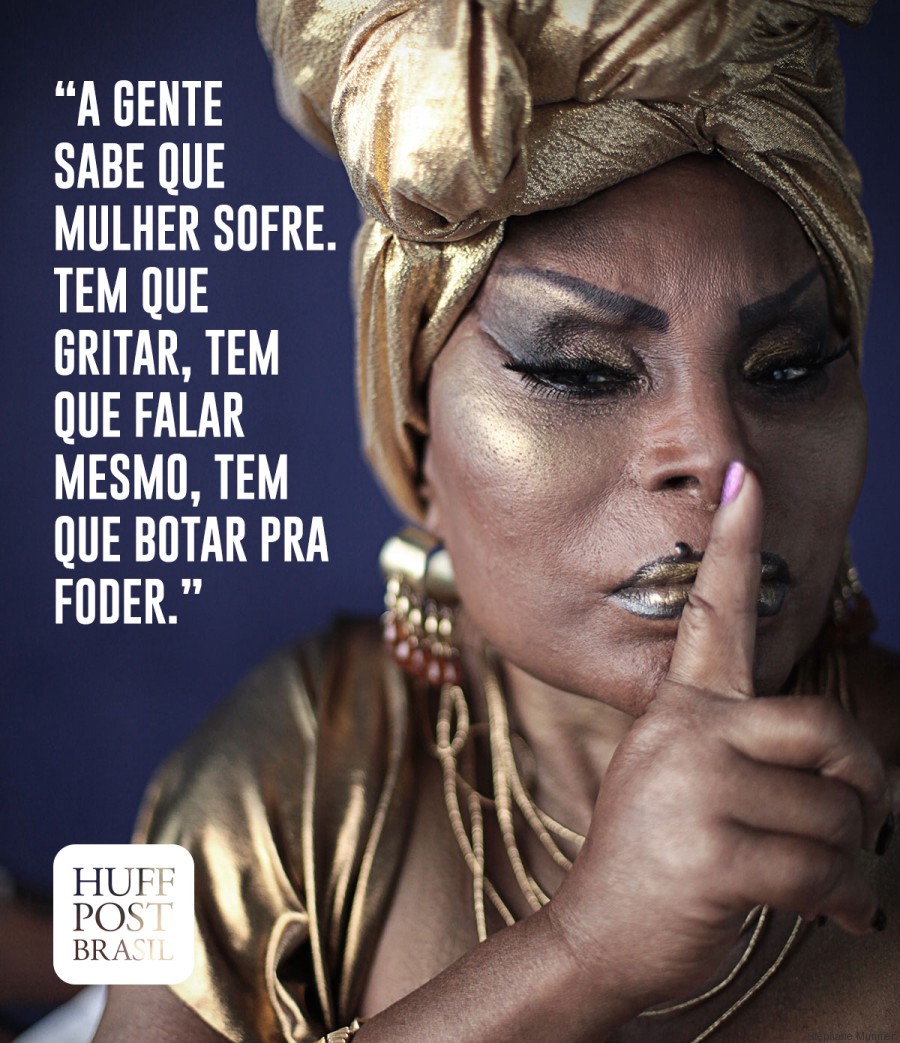 “A GENTE
SABE QUE
MULHER SOFRE.
TEM QUE
GRITAR, TEM
QUE FALAR
MESMO, TEM
QUE BOTAR PRA
FODER.”
HUFF
POST
BRASIL